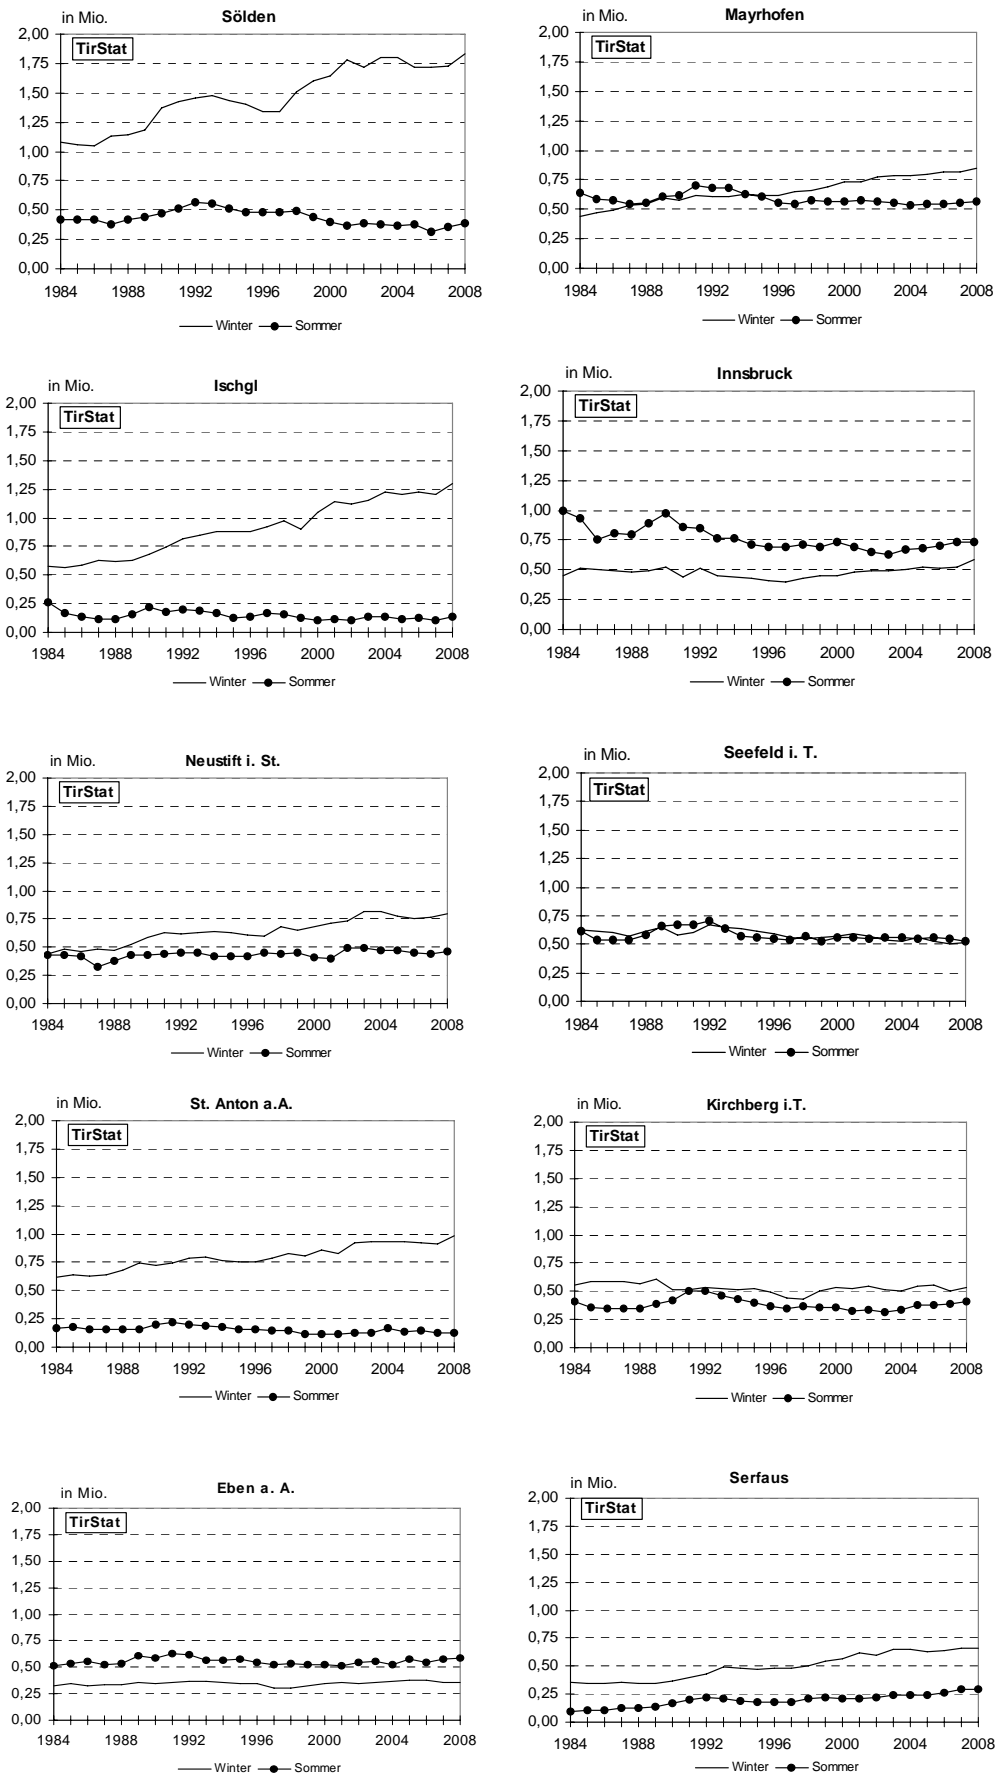 in Mio. Sölden
TirStat
2,00
1,75
1,50
1,25
1,00
0,75
0,50
0,25
0,00
1984 1988 1992 1996 2000 2004 2008
Winter Sommer
in Mio. Mayrhofen
TirStat
2,00
1,75
1,50
1,25
1,00
0,75
0,50
0,25
0,00
1984 1988 1992 1996 2000 2004 2008
Winter Sommer
in Mio. Ischgl
TirStat
2,00
1,75
1,50
1,25
1,00
0,75
0,50
0,25
0,00
1984 1988 1992 1996 2000 2004 2008
Winter Sommer
in Mio. Innsbruck
TirStat
2,00
1,75
1,50
1,25
1,00
0,75
0,50
0,25
0,00
1984 1988 1992 1996 2000 2004 2008
Winter Sommer
in Mio. Neustift i. St.
TirStat
2,00
1,75
1,50
1,25
1,00
0,75
0,50
0,25
0,00
1984 1988 1992 1996 2000 2004 2008
Winter Sommer
in Mio. Seefeld i. T.
TirStat
2,00
1,75
1,50
1,25
1,00
0,75
0,50
0,25
0,00
1984 1988 1992 1996 2000 2004 2008
Winter Sommer
in Mio. St. Anton a.A.
TirStat
2,00
1,75
1,50
1,25
1,00
0,75
0,50
0,25
0,00
1984 1988 1992 1996 2000 2004 2008
Winter Sommer
in Mio. Kirchberg i.T.
TirStat
2,00
1,75
1,50
1,25
1,00
0,75
0,50
0,25
0,00
1984 1988 1992 1996 2000 2004 2008
Winter Sommer
in Mio. Eben a. A.
TirStat
2,00
1,75
1,50
1,25
1,00
0,75
0,50
0,25
0,00
1984 1988 1992 1996 2000 2004 2008
Winter Sommer
in Mio. Serfaus
TirStat
2,00
1,75
1,50
1,25
1,00
0,75
0,50
0,25
0,00
1984 1988 1992 1996 2000 2004 2008
Winter Sommer